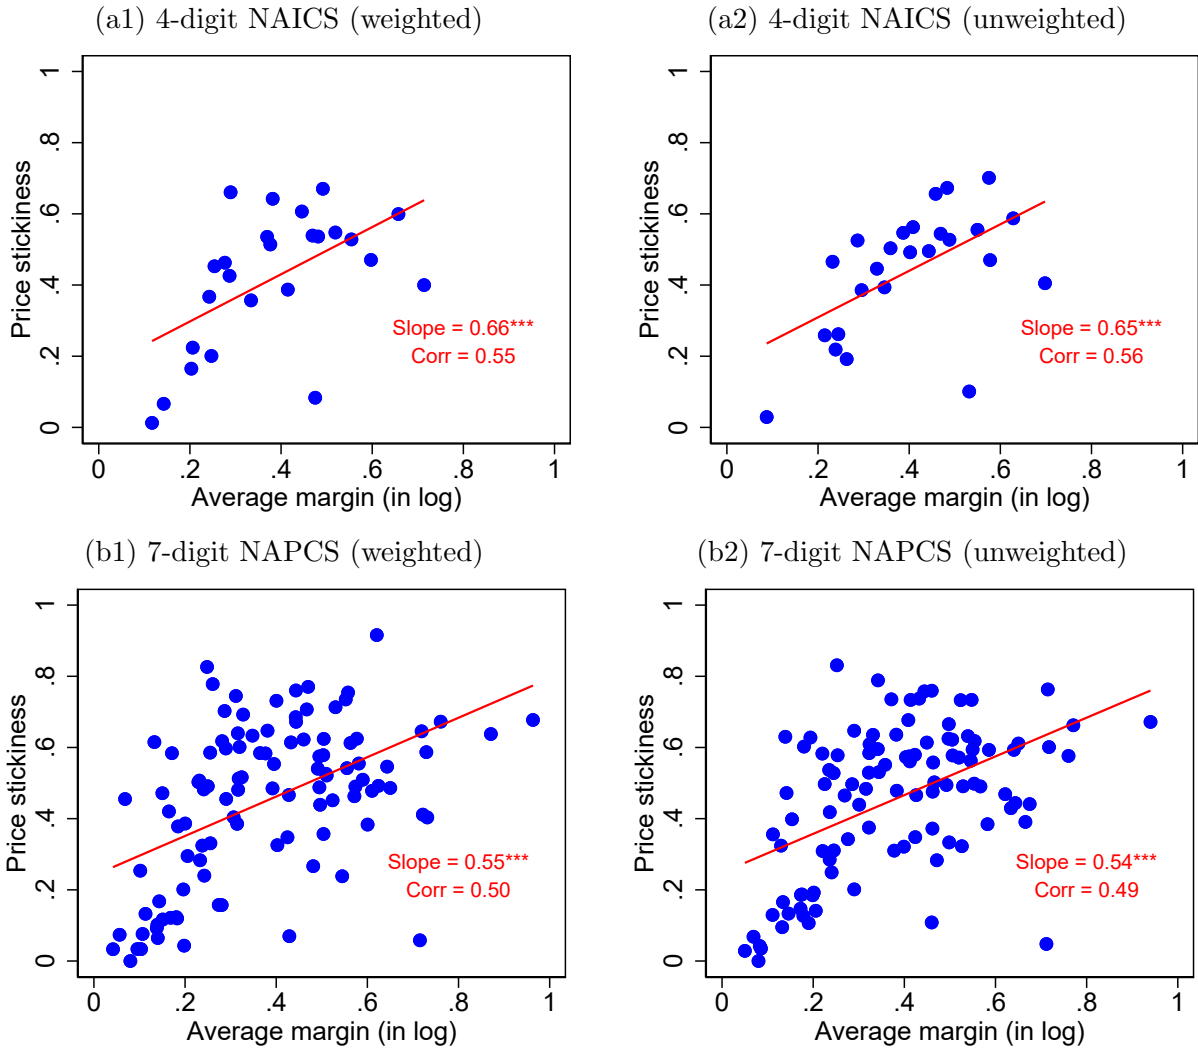 (a1) 4-digit NAICS (weighted)
Price stickiness
1
.8
.6
.4
.2
0
Slope = 0.66***
Corr = 0.55
0 .2 .4 .6 .8 1
Average margin (in log)
(a2) 4-digit NAICS (unweighted)
Price stickiness
1
.8
.6
.4
.2
0
Slope = 0.65***
Corr = 0.56
0 .2 .4 .6 .8 1
Average margin (in log)
(b1) 7-digit NAPCS (weighted)
Price stickiness
1
.8
.6
.4
.2
0
Slope = 0.55***
Corr = 0.50
0 .2 .4 .6 .8 1
Average margin (in log)
(b2) 7-digit NAPCS (unweighted)
Price stickiness
1
.8
.6
.4
.2
0
Slope = 0.54***
Corr = 0.49
0 .2 .4 .6 .8 1
Average margin (in log)